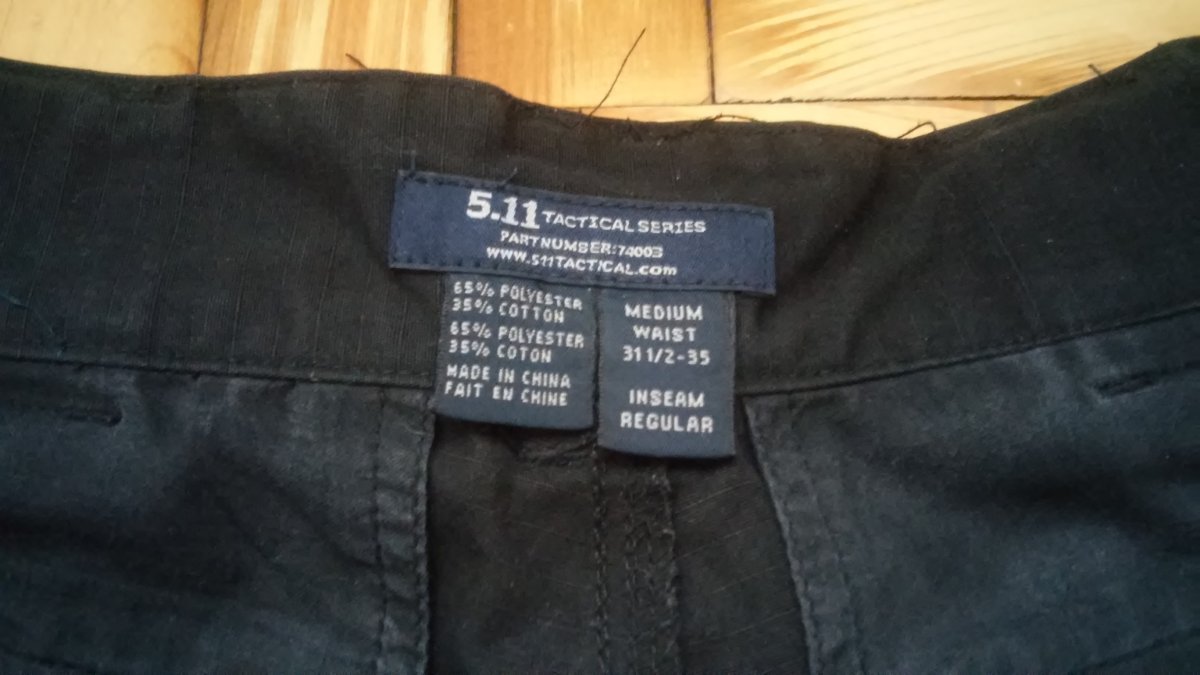 5.11 TACTICAL SERIES
PART NUMBER:74003
WWW.511TACTICAL.com
65% POLYESTER
35% COTTON
65% POLYESTER
35% COTON
MADE IN CHINA
FAIT EN CHINE
MEDIUM
WAIST
31 1/2-35
INSEAM
REGULAR